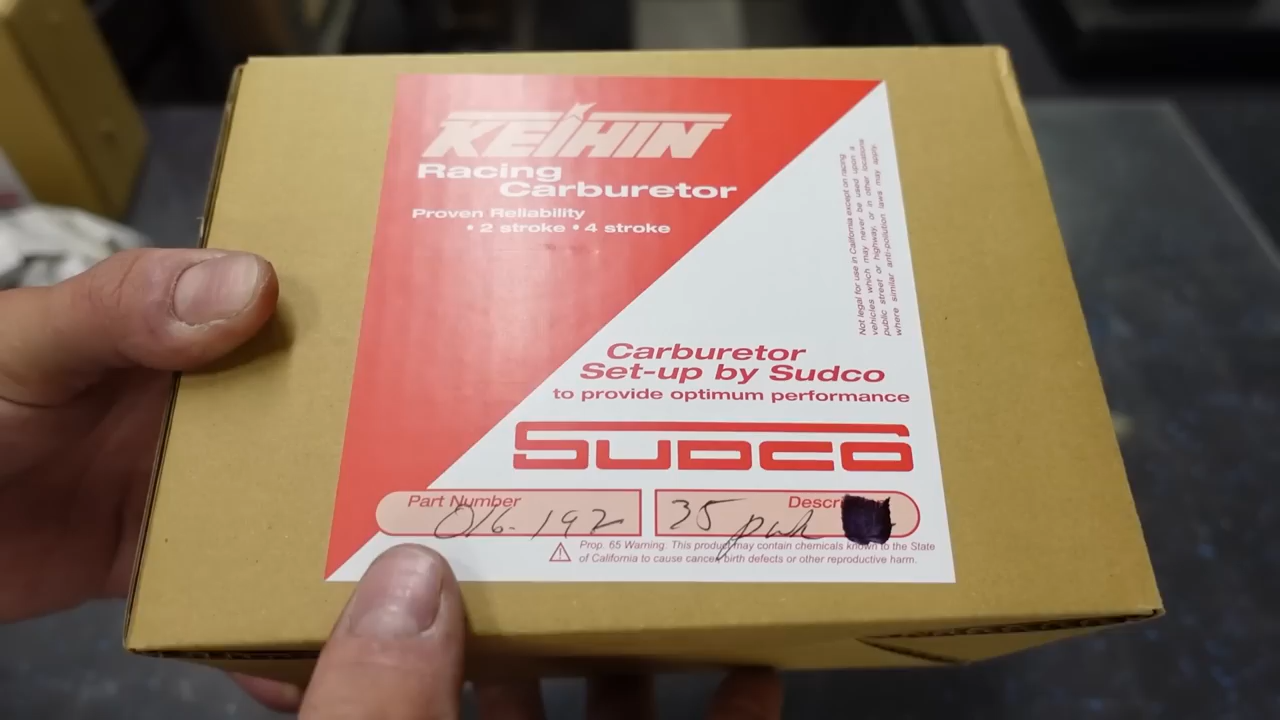 KEIHIN
Racing
Carburetor
Proven Reliability
• 2 stroke • 4 stroke
Not legal for use in California except on racing
vehicles which may never be used upon a
public street or highway, or in other locations
where similar anti-pollution laws may apply.
Carburetor
Set-up by Sudco
to provide optimum performance
SUDCO
Part Number
016-192
35 pwk
Prop. 65 Warning: This product may contain chemicals known to the State
of California to cause cancer, birth defects or other reproductive harm.